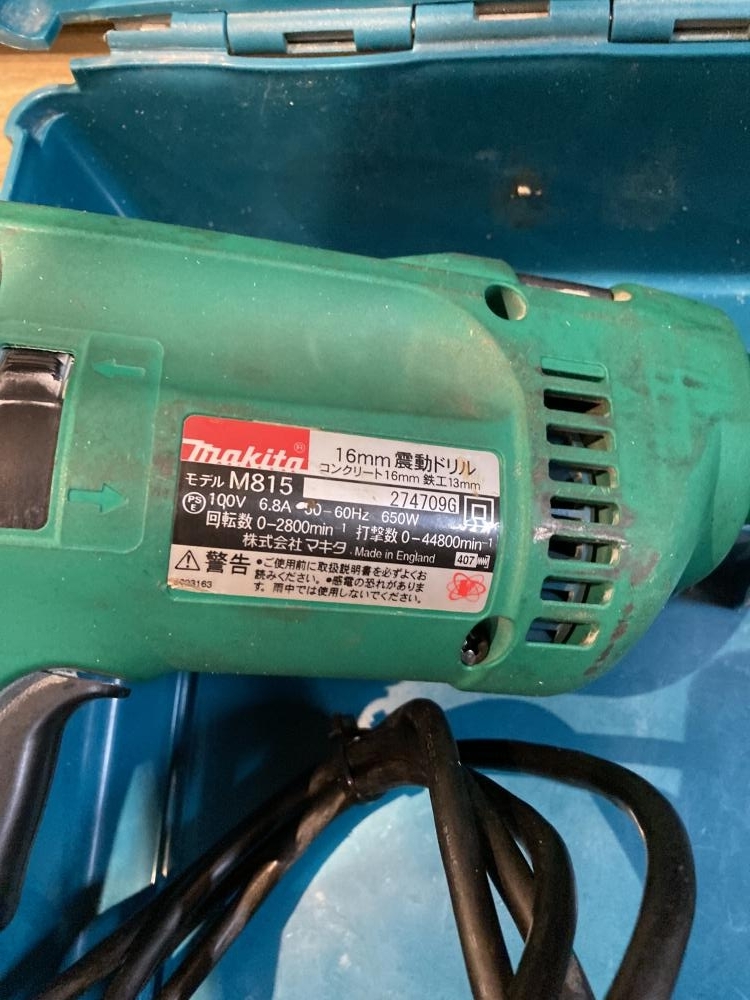 makita®
16mm 震動ドリル
コンクリート16mm 鉄工13mm
モデル M815
274709G
PSE 100V 6.8A 50-60Hz 650W
回転数 0-2800min⁻¹ 打撃数 0-44800min⁻¹
株式会社マキタ Made in England 407
⚠警告 •ご使用前に取扱説明書を必ずよくお
読みください。•感電の恐れがありま
す。雨中では使用しないでください。